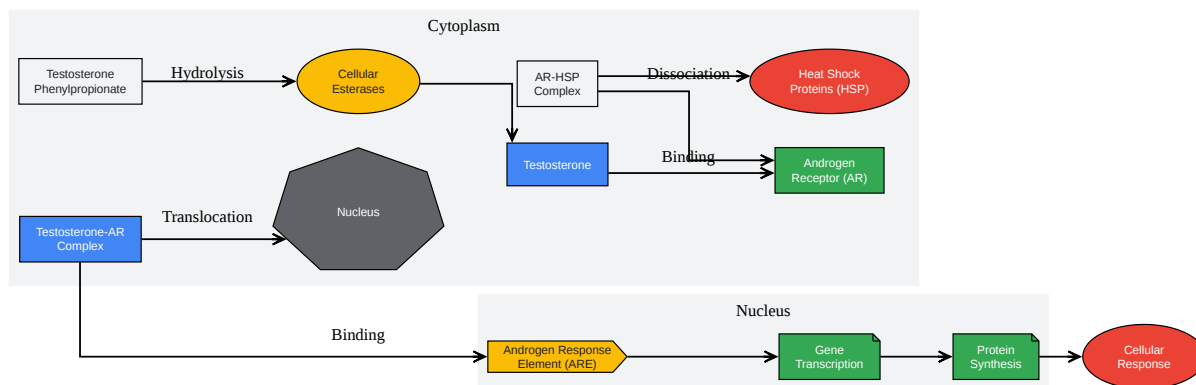 Cytoplasm
Testosterone
Phenylpropionate
Hydrolysis
Cellular
Esterases
AR-HSP
Complex
Dissociation
Heat Shock
Proteins (HSP)
Testosterone
Binding
Androgen
Receptor (AR)
Nucleus
Testosterone-AR
Complex
Translocation
Binding
Nucleus
Androgen Response
Element (ARE)
Gene
Transcription
Protein
Synthesis
Cellular
Response